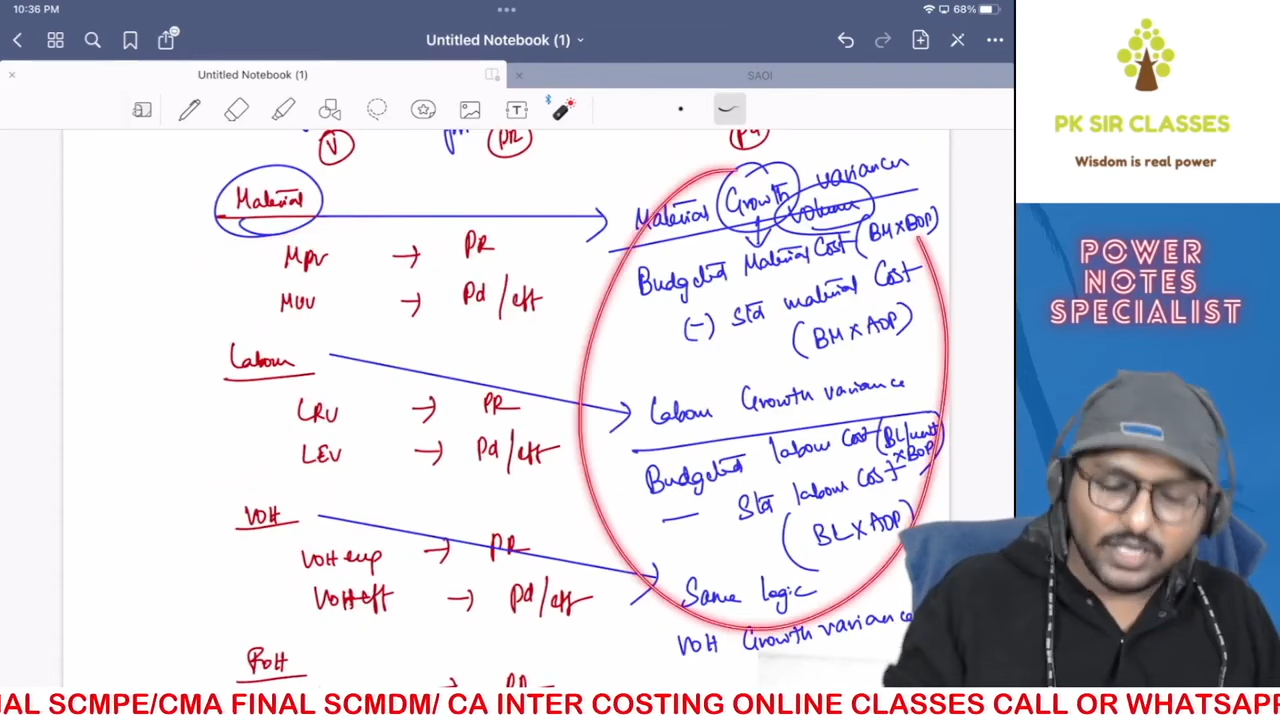 10:36 PM
68%
Untitled Notebook (1)
Untitled Notebook (1)
SAOI
T
V
PR
Pd
Material
MPV → PR
MUV → Pd/eff
Labour
LRV → PR
LEV → Pd/eff
VOH
VOH exp → PR
VOH eff → Pd/eff
FOH
Material Growth variances
volume
Budgeted Material Cost (BM×BOP)
(-) Std material Cost
(BM×AOP)
Labour Growth variance
Budgeted labour Cost (BL/unit
×BOP)
— Std labour Cost
(BL×AOP)
Same logic
VOH Growth variance
PK SIR CLASSES
Wisdom is real power
POWER
NOTES
SPECIALIST
NAL SCMPE/CMA FINAL SCMDM/ CA INTER COSTING ONLINE CLASSES CALL OR WHATSAPP